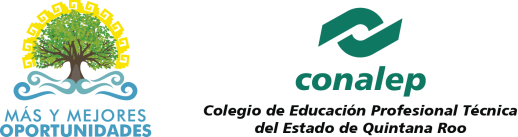 MÁS Y MEJORES
OPORTUNIDADES
conalep
Colegio de Educación Profesional Técnica
del Estado de Quintana Roo